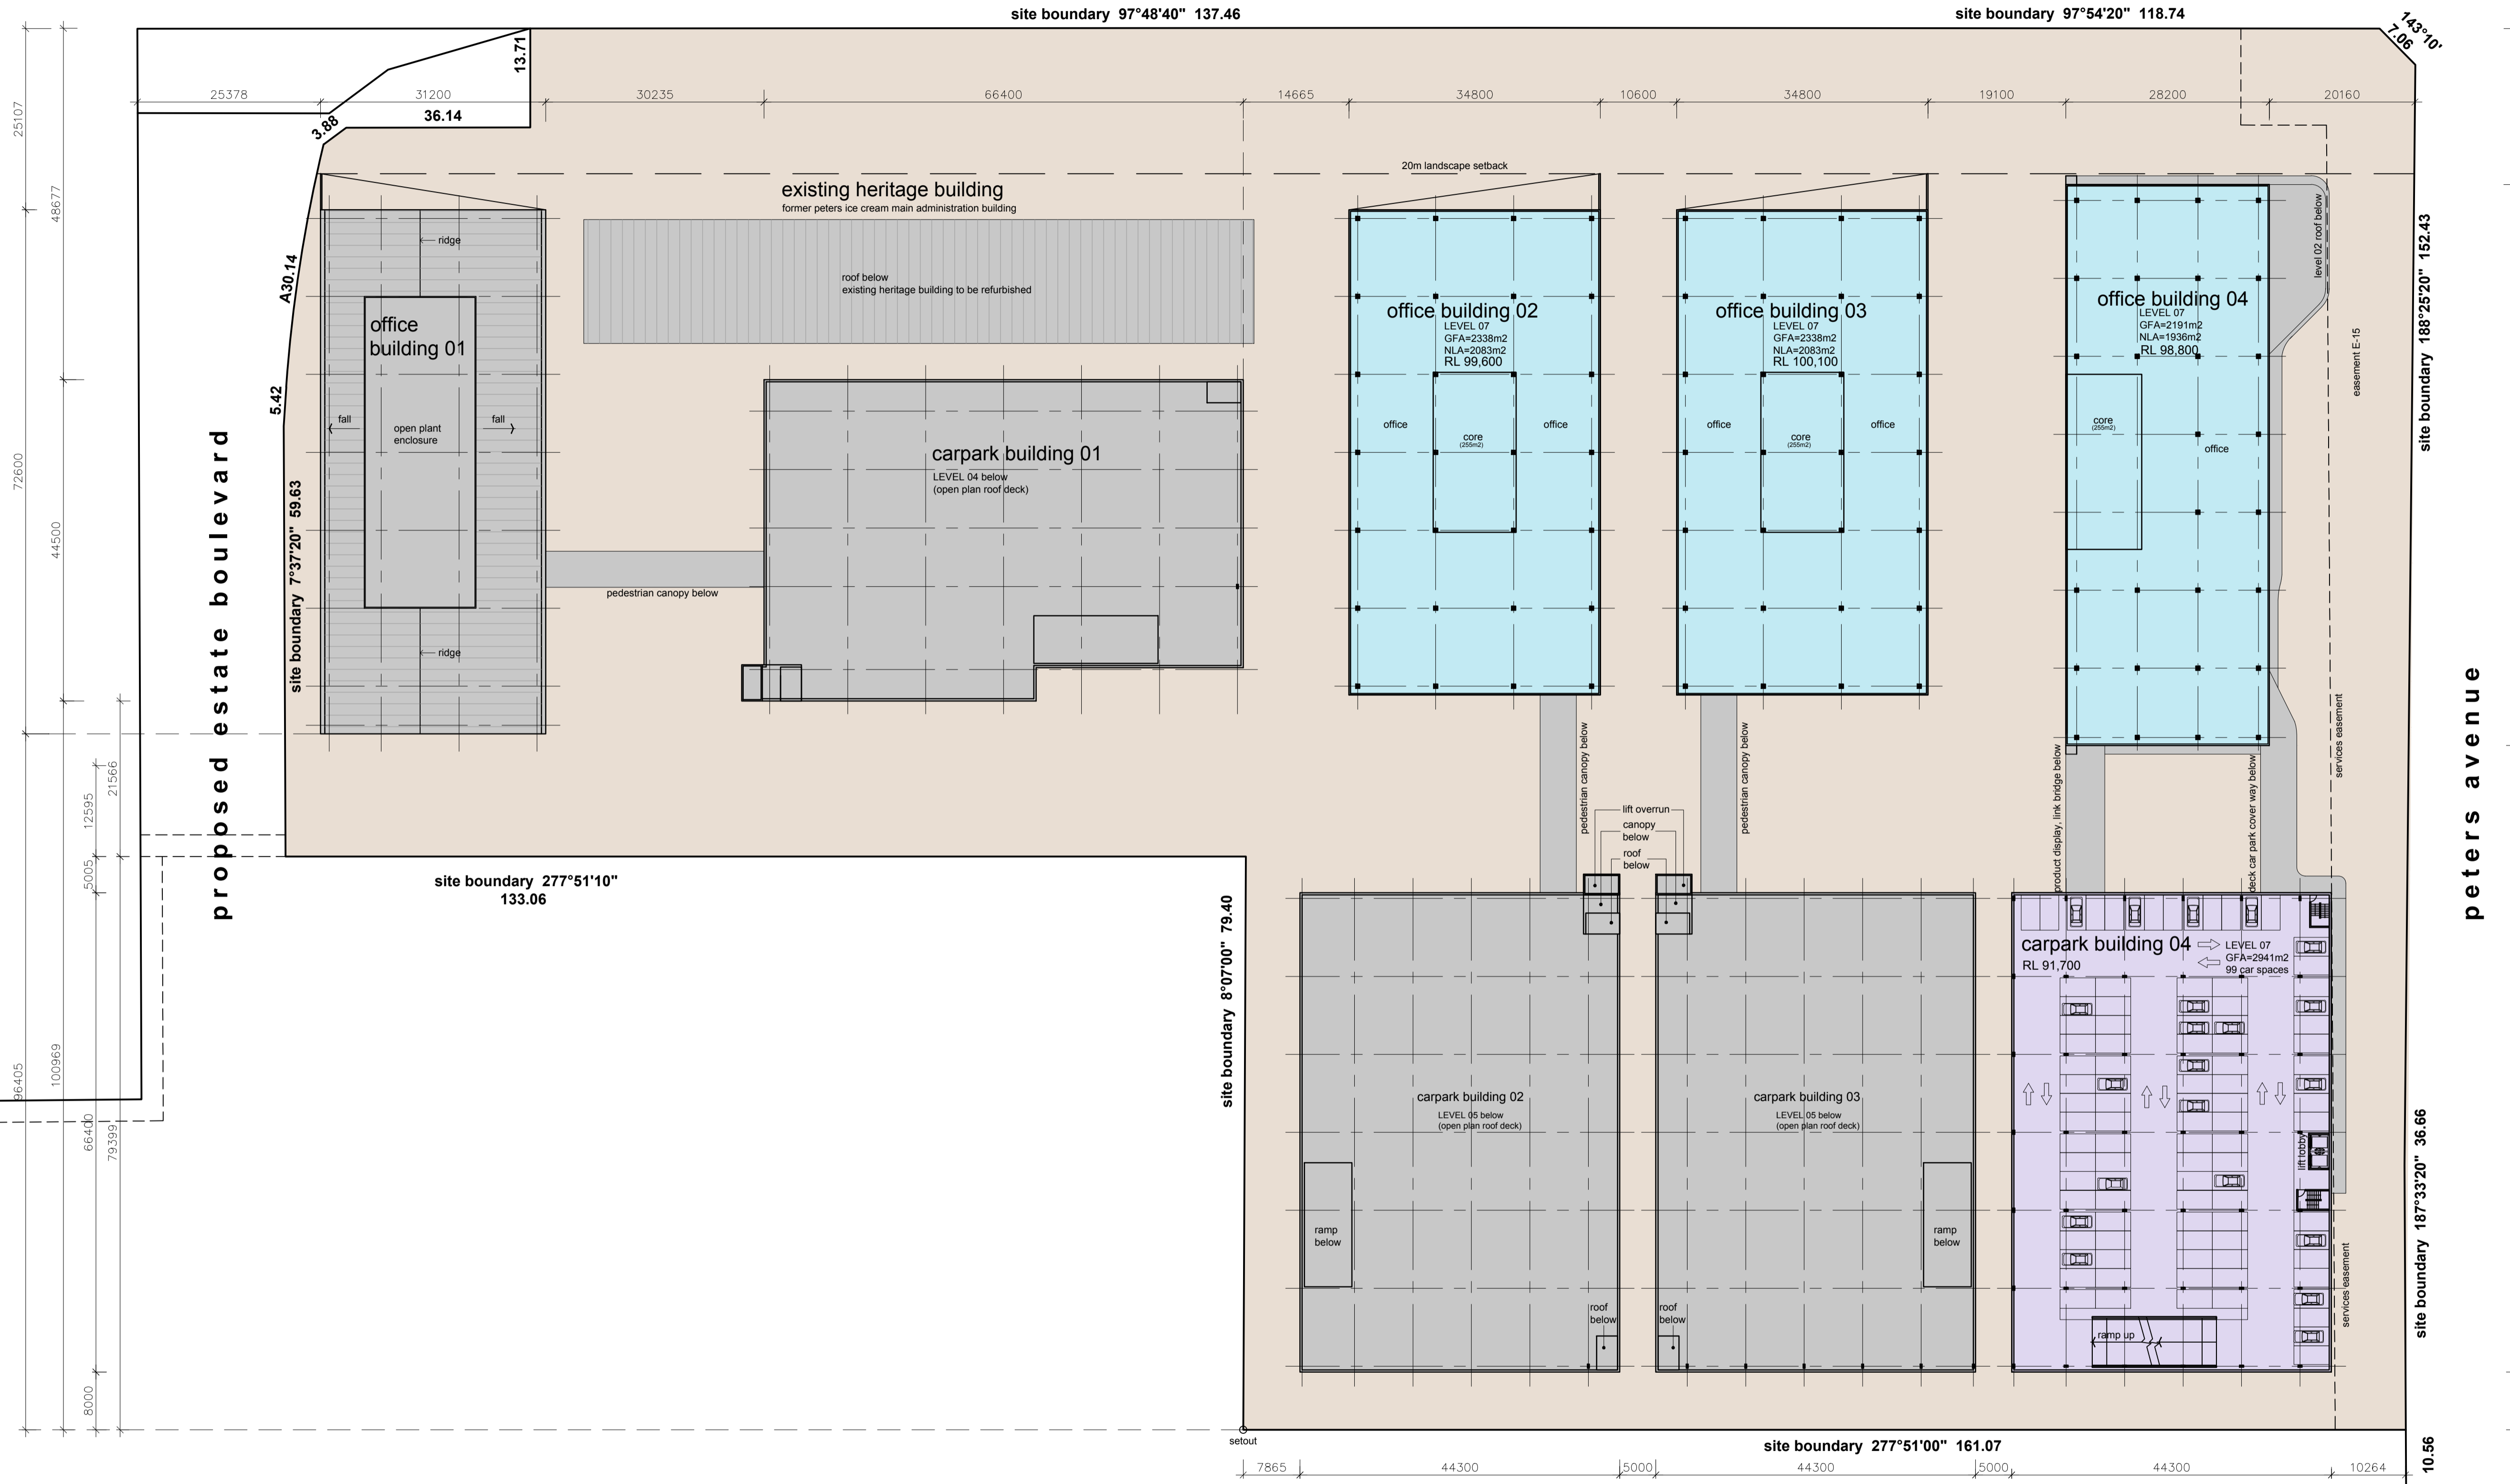 site boundary 97°48'40" 137.46
site boundary 97°54'20" 118.74
143°10'
7.06
13.71
25378
31200
30235
66400
14665
34800
10600
34800
19100
28200
20160
36.14
3.88
25107
48677
72600
44500
21566
12595
5005
96405
100969
66400
79399
8000
20m landscape setback
existing heritage building
former peters ice cream main administration building
roof below
existing heritage building to be refurbished
A30.14
5.42
site boundary 7°37'20" 59.63
proposed estate boulevard
ridge
office
building 01
fall
open plant
enclosure
fall
ridge
pedestrian canopy below
carpark building 01
LEVEL 04 below
(open plan roof deck)
office building 02
LEVEL 07
GFA=2338m2
NLA=2083m2
RL 99,600
office
core
(255m2)
office
office building 03
LEVEL 07
GFA=2338m2
NLA=2083m2
RL 100,100
office
core
(255m2)
office
office building 04
LEVEL 07
GFA=2191m2
NLA=1936m2
RL 98,800
core
(255m2)
office
level 02 roof below
easement E-15
site boundary 188°25'20" 152.43
peters avenue
services easement
pedestrian canopy below
pedestrian canopy below
product display, link bridge below
deck car park cover way below
lift overrun
canopy
below
roof
below
site boundary 277°51'10"
133.06
site boundary 8°07'00" 79.40
carpark building 02
LEVEL 05 below
(open plan roof deck)
ramp
below
roof
below
carpark building 03
LEVEL 05 below
(open plan roof deck)
ramp
below
roof
below
carpark building 04
RL 91,700
LEVEL 07
GFA=2941m2
99 car spaces
lift lobby
ramp up
services easement
site boundary 187°33'20" 36.66
10.56
setout
site boundary 277°51'00" 161.07
7865
44300
5000
44300
5000
44300
10264